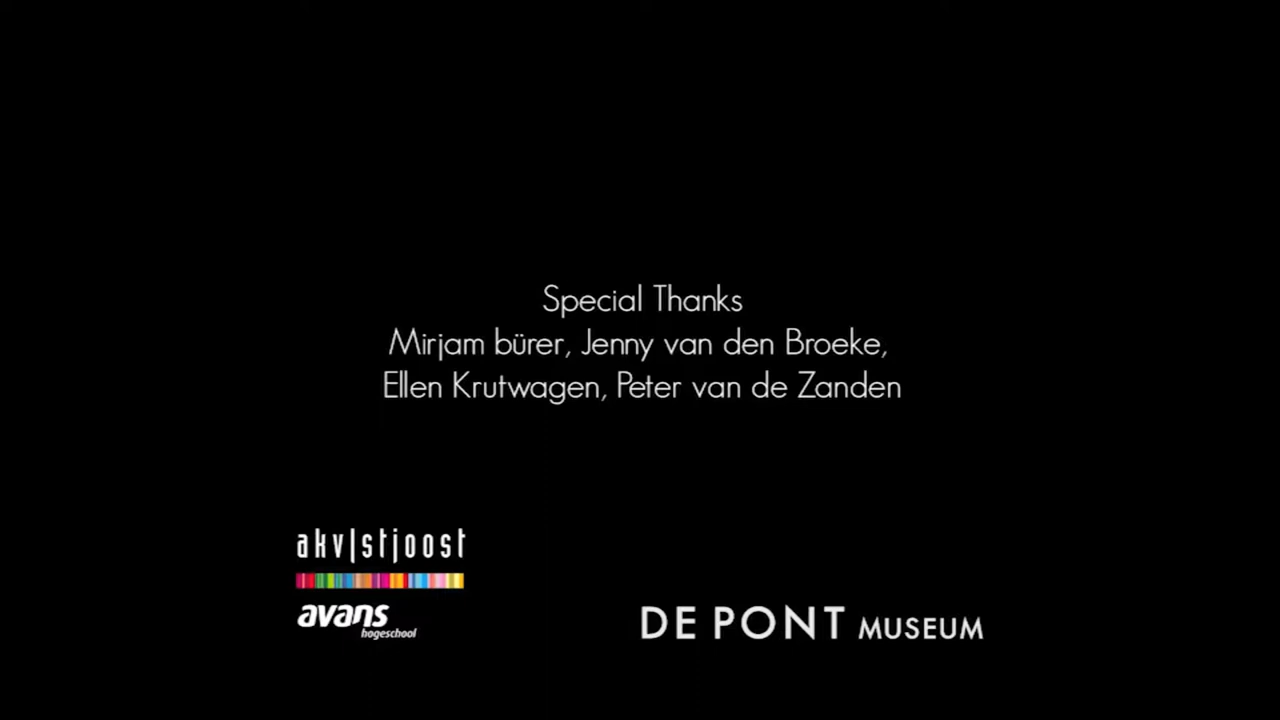 Special Thanks
Mirjam bürer, Jenny van den Broeke,
Ellen Krutwagen, Peter van de Zanden
akv|stjoost
avans
hogeschool
DE PONT MUSEUM